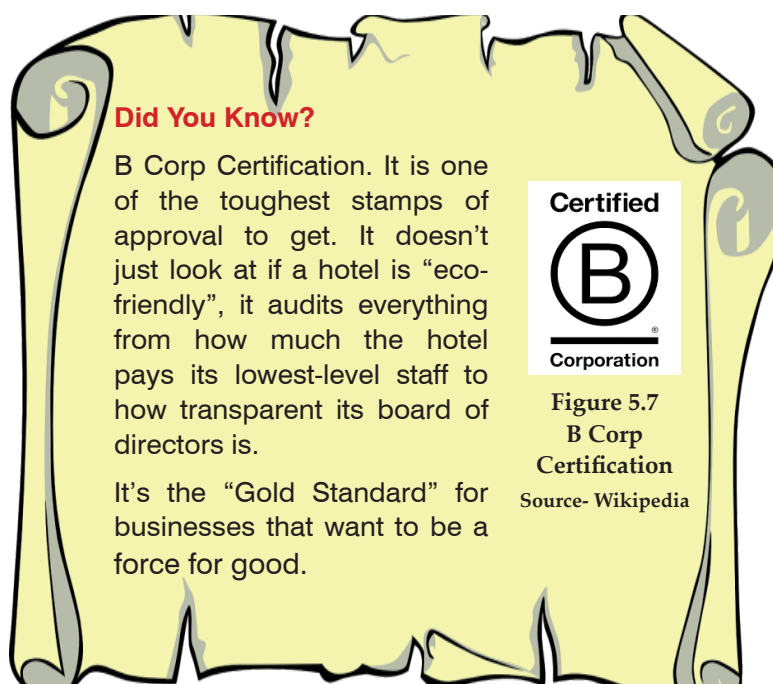 Did You Know?
B Corp Certification. It is one
of the toughest stamps of
approval to get. It doesn’t
just look at if a hotel is “eco-
friendly”, it audits everything
from how much the hotel
pays its lowest-level staff to
how transparent its board of
directors is.
It’s the “Gold Standard” for
businesses that want to be a
force for good.
Certified
B
®
Corporation
Figure 5.7
B Corp
Certification
Source- Wikipedia